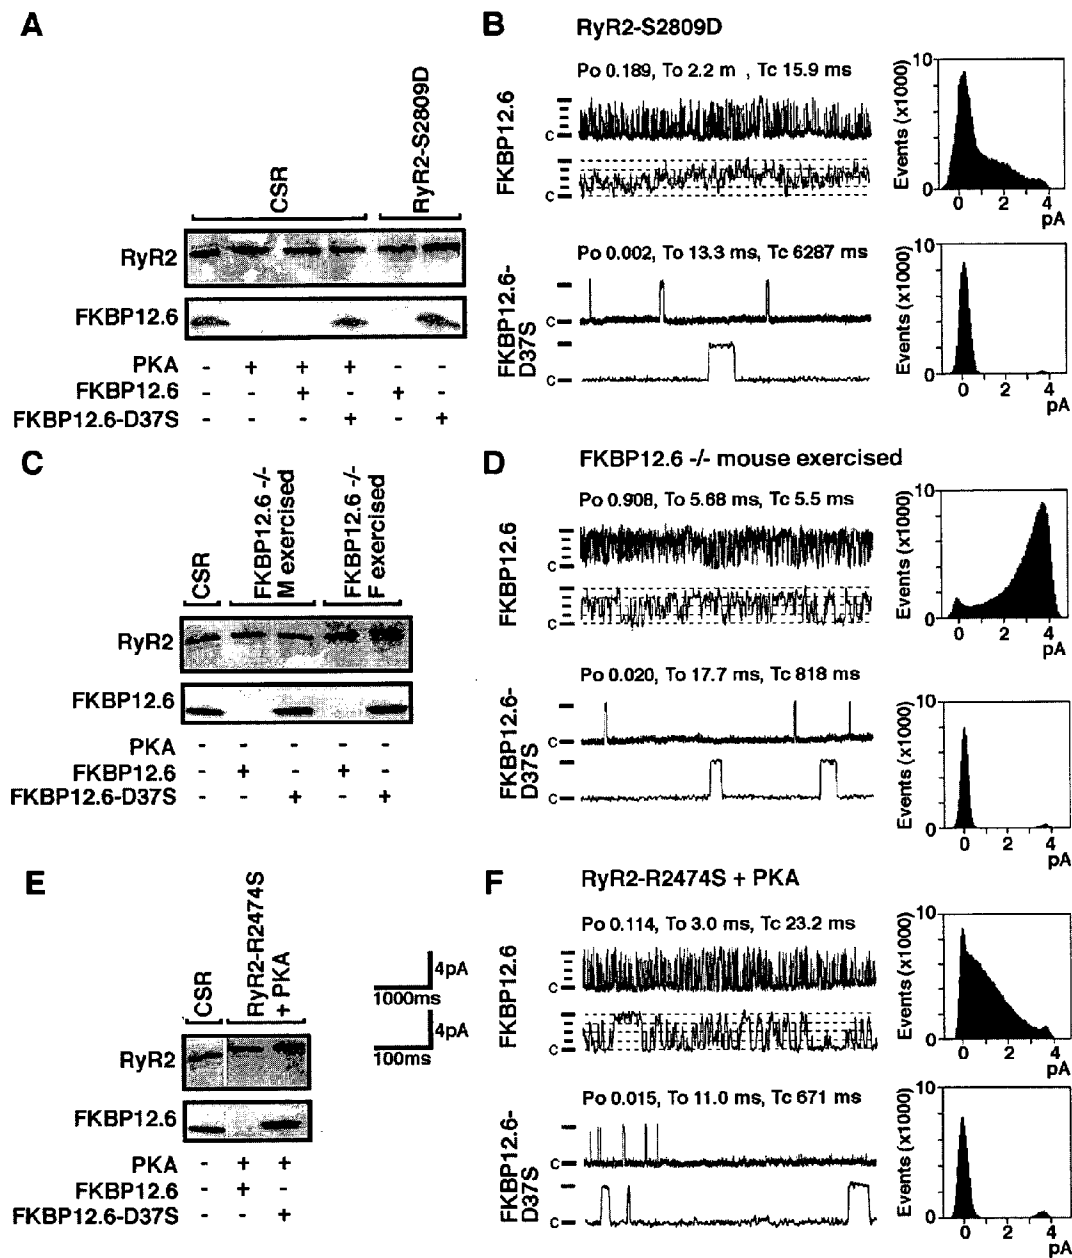 A
CSR
RyR2-S2809D
RyR2
FKBP12.6
PKA - + + + - -
FKBP12.6 - - + - + -
FKBP12.6-D37S - - - + - +
B
RyR2-S2809D
Po 0.189, To 2.2 m , Tc 15.9 ms
FKBP12.6
C
C
Events (x1000)
10
0
0 2 4
pA
Po 0.002, To 13.3 ms, Tc 6287 ms
FKBP12.6-
D37S
C
C
Events (x1000)
10
0
0 2 4
pA
C
CSR
FKBP12.6 -/-
M exercised
FKBP12.6 -/-
F exercised
RyR2
FKBP12.6
PKA - - - - -
FKBP12.6 - + - + -
FKBP12.6-D37S - - + - +
D
FKBP12.6 -/- mouse exercised
Po 0.908, To 5.68 ms, Tc 5.5 ms
FKBP12.6
C
C
Events (x1000)
10
0
0 2 4
pA
Po 0.020, To 17.7 ms, Tc 818 ms
FKBP12.6-
D37S
C
C
Events (x1000)
10
0
0 2 4
pA
E
CSR
RyR2-R2474S
+ PKA
RyR2
FKBP12.6
PKA - + +
FKBP12.6 - + -
FKBP12.6-D37S - - +
4pA
1000ms
4pA
100ms
F
RyR2-R2474S + PKA
Po 0.114, To 3.0 ms, Tc 23.2 ms
FKBP12.6
C
C
Events (x1000)
10
0
0 2 4
pA
Po 0.015, To 11.0 ms, Tc 671 ms
FKBP12.6-
D37S
C
C
Events (x1000)
10
0
0 2 4
pA